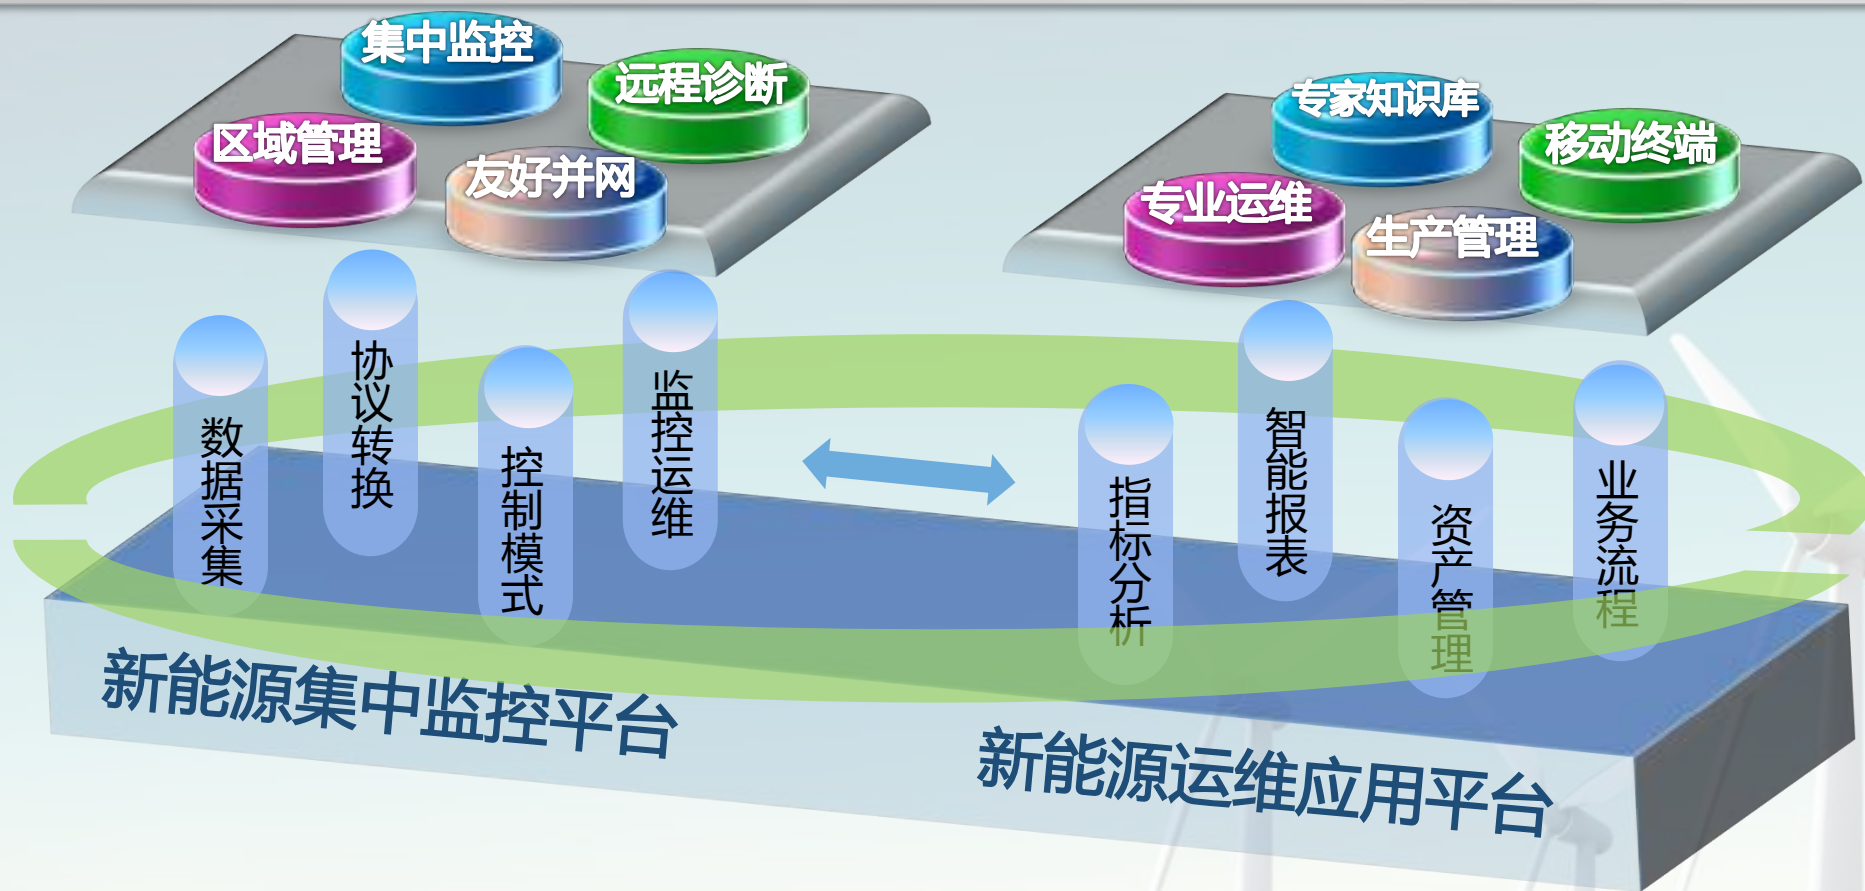 集中监控
远程诊断
区域管理
友好并网
专家知识库
移动终端
专业运维
生产管理
数据采集
协议转换
控制模式
监控运维
指标分析
智能报表
资产管理
业务流程
新能源集中监控平台
新能源运维应用平台